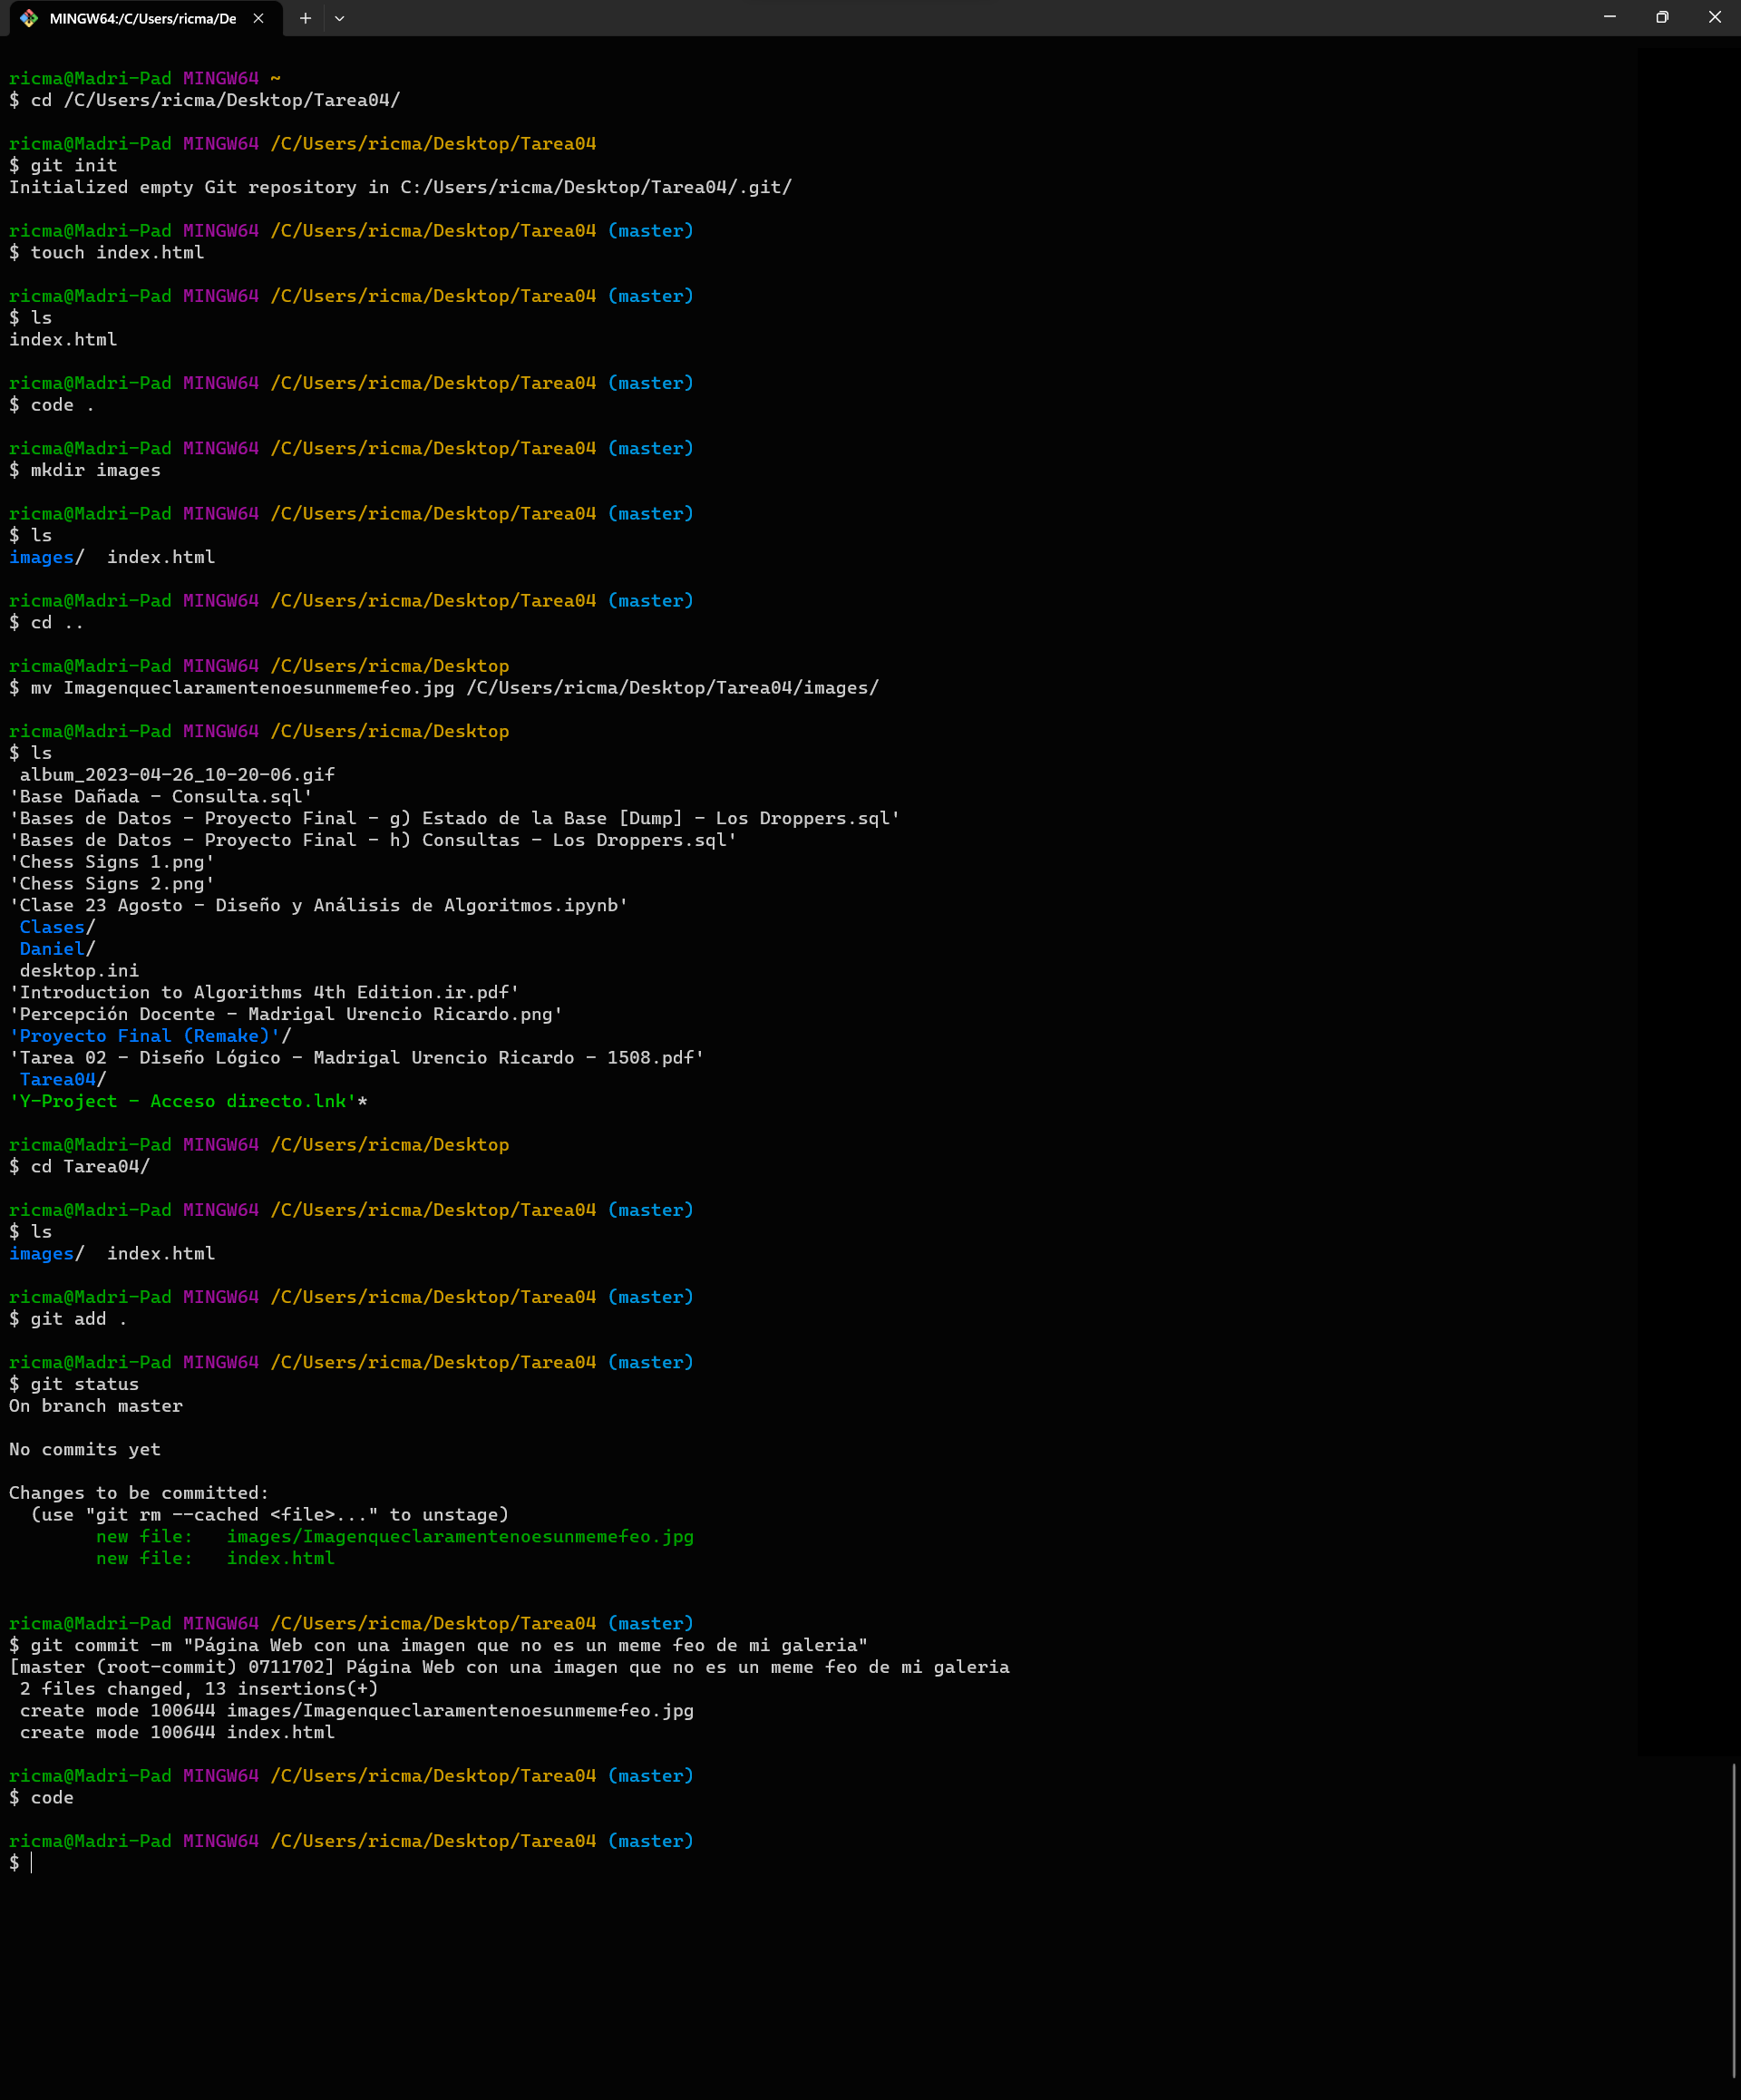 MINGW64:/C/Users/ricma/De
ricma@Madri-Pad MINGW64 ~
$ cd /C/Users/ricma/Desktop/Tarea04/
ricma@Madri-Pad MINGW64 /C/Users/ricma/Desktop/Tarea04
$ git init
Initialized empty Git repository in C:/Users/ricma/Desktop/Tarea04/.git/
ricma@Madri-Pad MINGW64 /C/Users/ricma/Desktop/Tarea04 (master)
$ touch index.html
ricma@Madri-Pad MINGW64 /C/Users/ricma/Desktop/Tarea04 (master)
$ ls
index.html
ricma@Madri-Pad MINGW64 /C/Users/ricma/Desktop/Tarea04 (master)
$ code .
ricma@Madri-Pad MINGW64 /C/Users/ricma/Desktop/Tarea04 (master)
$ mkdir images
ricma@Madri-Pad MINGW64 /C/Users/ricma/Desktop/Tarea04 (master)
$ ls
images/  index.html
ricma@Madri-Pad MINGW64 /C/Users/ricma/Desktop/Tarea04 (master)
$ cd ..
ricma@Madri-Pad MINGW64 /C/Users/ricma/Desktop
$ mv Imagenqueclaramentenoesunmemefeo.jpg /C/Users/ricma/Desktop/Tarea04/images/
ricma@Madri-Pad MINGW64 /C/Users/ricma/Desktop
$ ls
album_2023-04-26_10-20-06.gif
'Base Dañada - Consulta.sql'
'Bases de Datos - Proyecto Final - g) Estado de la Base [Dump] - Los Droppers.sql'
'Bases de Datos - Proyecto Final - h) Consultas - Los Droppers.sql'
'Chess Signs 1.png'
'Chess Signs 2.png'
'Clase 23 Agosto - Diseño y Análisis de Algoritmos.ipynb'
Clases/
Daniel/
desktop.ini
'Introduction to Algorithms 4th Edition.ir.pdf'
'Percepción Docente - Madrigal Urencio Ricardo.png'
'Proyecto Final (Remake)'/
'Tarea 02 - Diseño Lógico - Madrigal Urencio Ricardo - 1508.pdf'
Tarea04/
'Y-Project - Acceso directo.lnk'*
ricma@Madri-Pad MINGW64 /C/Users/ricma/Desktop
$ cd Tarea04/
ricma@Madri-Pad MINGW64 /C/Users/ricma/Desktop/Tarea04 (master)
$ ls
images/  index.html
ricma@Madri-Pad MINGW64 /C/Users/ricma/Desktop/Tarea04 (master)
$ git add .
ricma@Madri-Pad MINGW64 /C/Users/ricma/Desktop/Tarea04 (master)
$ git status
On branch master
No commits yet
Changes to be committed:
(use "git rm --cached <file>..." to unstage)
new file:   images/Imagenqueclaramentenoesunmemefeo.jpg
new file:   index.html
ricma@Madri-Pad MINGW64 /C/Users/ricma/Desktop/Tarea04 (master)
$ git commit -m "Página Web con una imagen que no es un meme feo de mi galeria"
[master (root-commit) 0711702] Página Web con una imagen que no es un meme feo de mi galeria
2 files changed, 13 insertions(+)
create mode 100644 images/Imagenqueclaramentenoesunmemefeo.jpg
create mode 100644 index.html
ricma@Madri-Pad MINGW64 /C/Users/ricma/Desktop/Tarea04 (master)
$ code
ricma@Madri-Pad MINGW64 /C/Users/ricma/Desktop/Tarea04 (master)
$